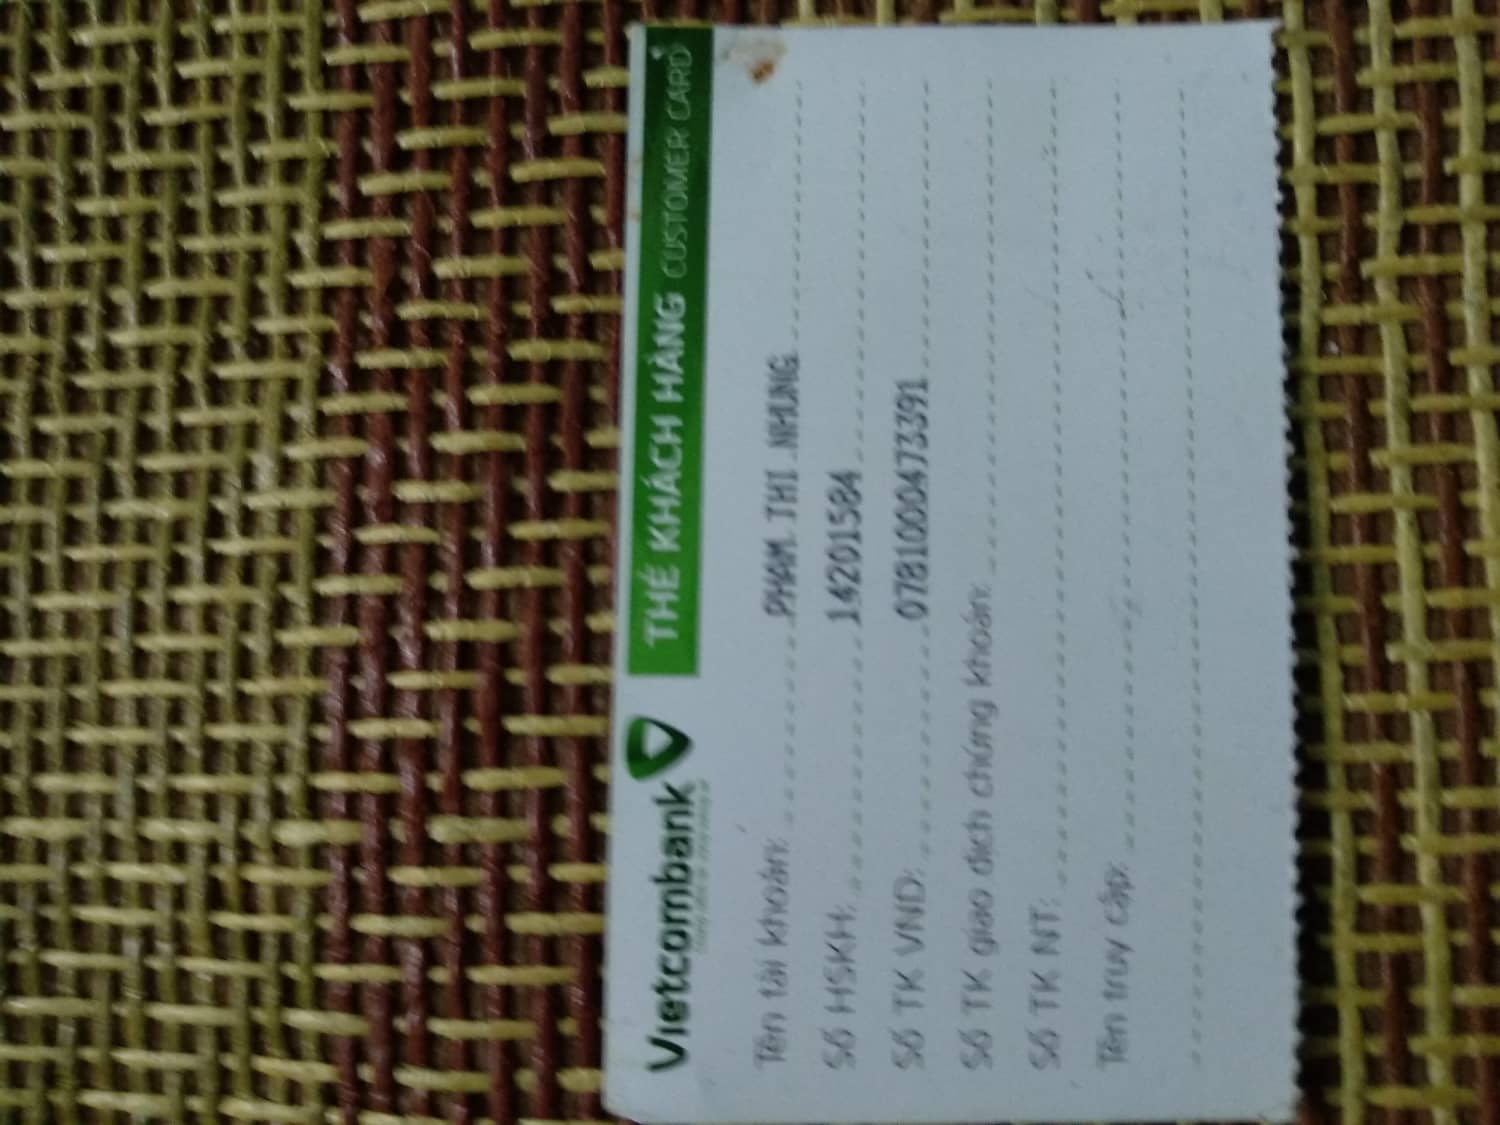 Vietcombank
THẺ KHÁCH HÀNG CUSTOMER CARD
Tên tài khoản: PHAM THI NHUNG
Số HSKH: 14201584
Số TK VND: 0781000473391
Số TK giao dịch chứng khoán:
Số TK NT:
Tên truy cập: